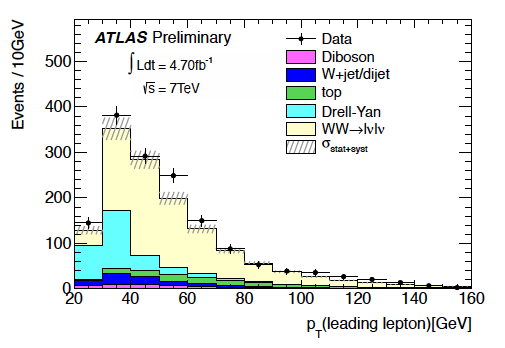 Events / 10GeV
500
400
300
200
100
0
ATLAS Preliminary
∫ Ldt = 4.70fb⁻¹
√s = 7TeV
Data
Diboson
W+jet/dijet
top
Drell-Yan
WW→lνlν
σstat+syst
20 40 60 80 100 120 140 160
pT(leading lepton)[GeV]